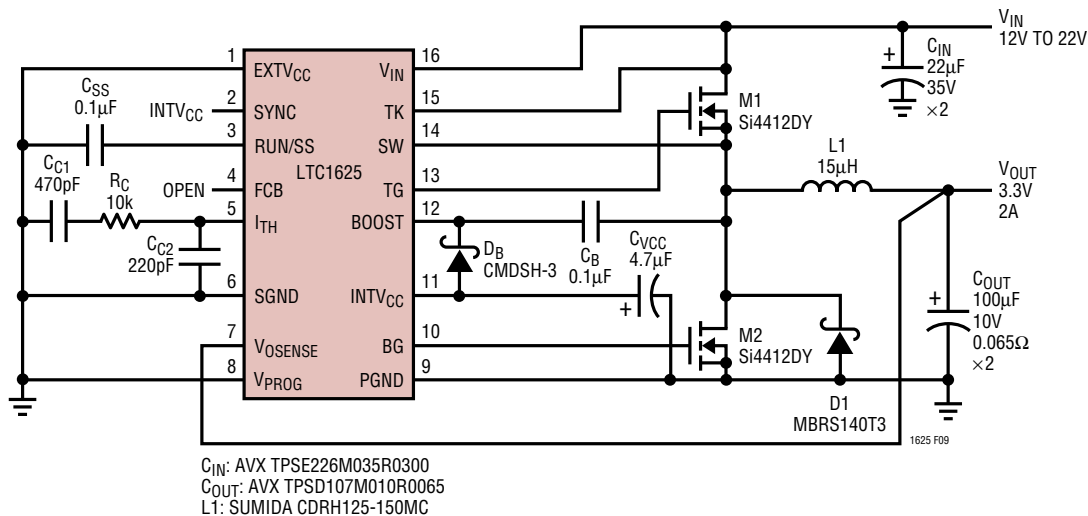 VIN
12V TO 22V
CIN
22µF
35V
×2
1
EXTVCC
VIN
16
CSS
0.1µF
INTVCC
2
SYNC
TK
15
M1
Si4412DY
3
RUN/SS
SW
14
LTC1625
CC1
470pF
RC
10k
OPEN
4
FCB
TG
13
L1
15µH
VOUT
3.3V
2A
5
ITH
BOOST
12
CC2
220pF
DB
CMDSH-3
CB
0.1µF
CVCC
4.7µF
6
SGND
INTVCC
11
COUT
100µF
10V
0.065Ω
×2
7
VOSENSE
BG
10
M2
Si4412DY
8
VPROG
PGND
9
D1
MBRS140T3
1625 F09
CIN: AVX TPSE226M035R0300
COUT: AVX TPSD107M010R0065
L1: SUMIDA CDRH125-150MC